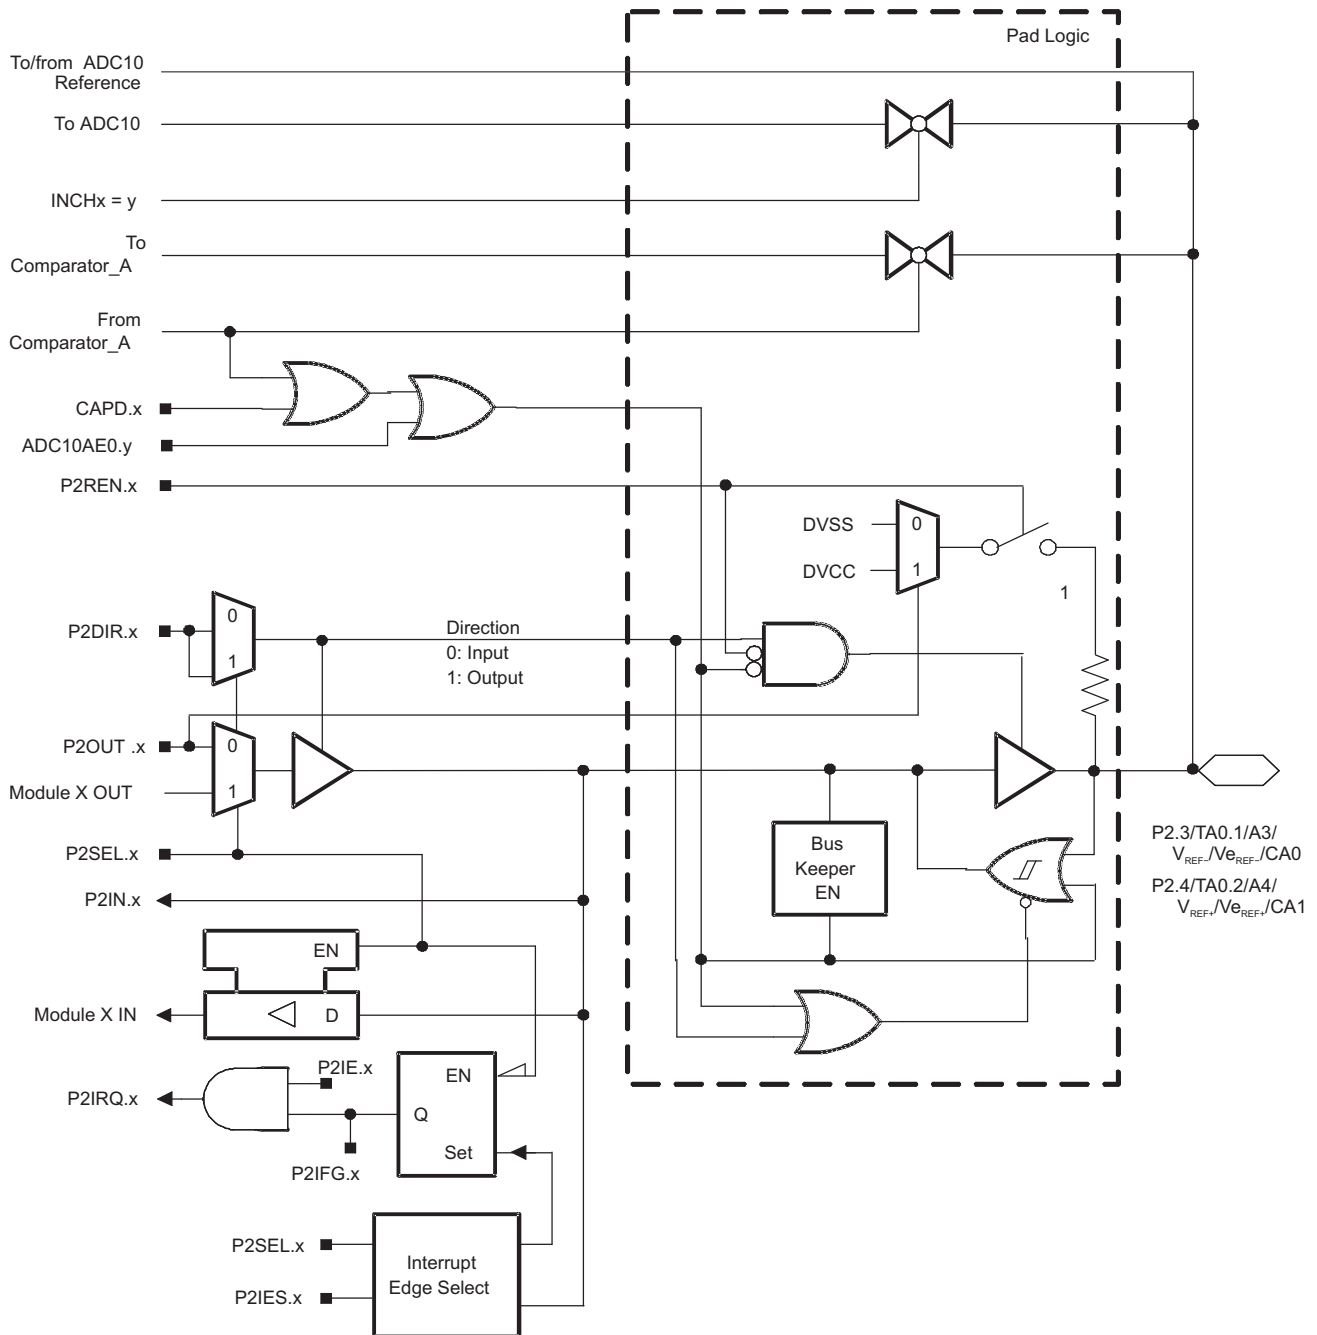 Pad Logic
To/from ADC10
Reference
To ADC10
INCHx = y
To
Comparator_A
From
Comparator_A
CAPD.x
ADC10AE0.y
P2REN.x
DVSS
0
DVCC
1
1
P2DIR.x
0
1
Direction
0: Input
1: Output
P2OUT .x
0
Module X OUT
1
P2SEL.x
P2IN.x
Bus
Keeper
EN
P2.3/TA0.1/A3/
VREF-/VeREF-/CA0
P2.4/TA0.2/A4/
VREF+/VeREF+/CA1
EN
Module X IN
D
P2IE.x
P2IRQ.x
EN
Q
Set
P2IFG.x
P2SEL.x
P2IES.x
Interrupt
Edge Select